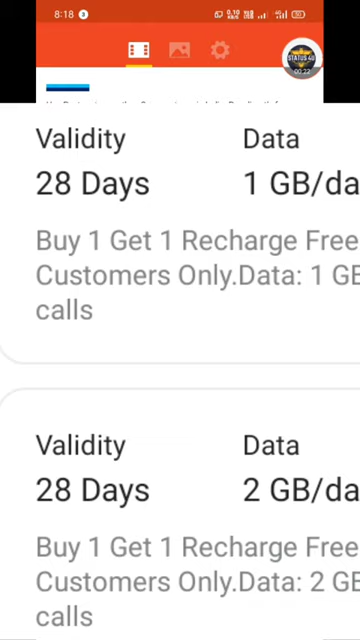 8:18
STATUS 4U
00:22
Validity Data
28 Days 1 GB/da
Buy 1 Get 1 Recharge Free
Customers Only.Data: 1 GB
calls
Validity Data
28 Days 2 GB/da
Buy 1 Get 1 Recharge Free
Customers Only.Data: 2 GB
calls